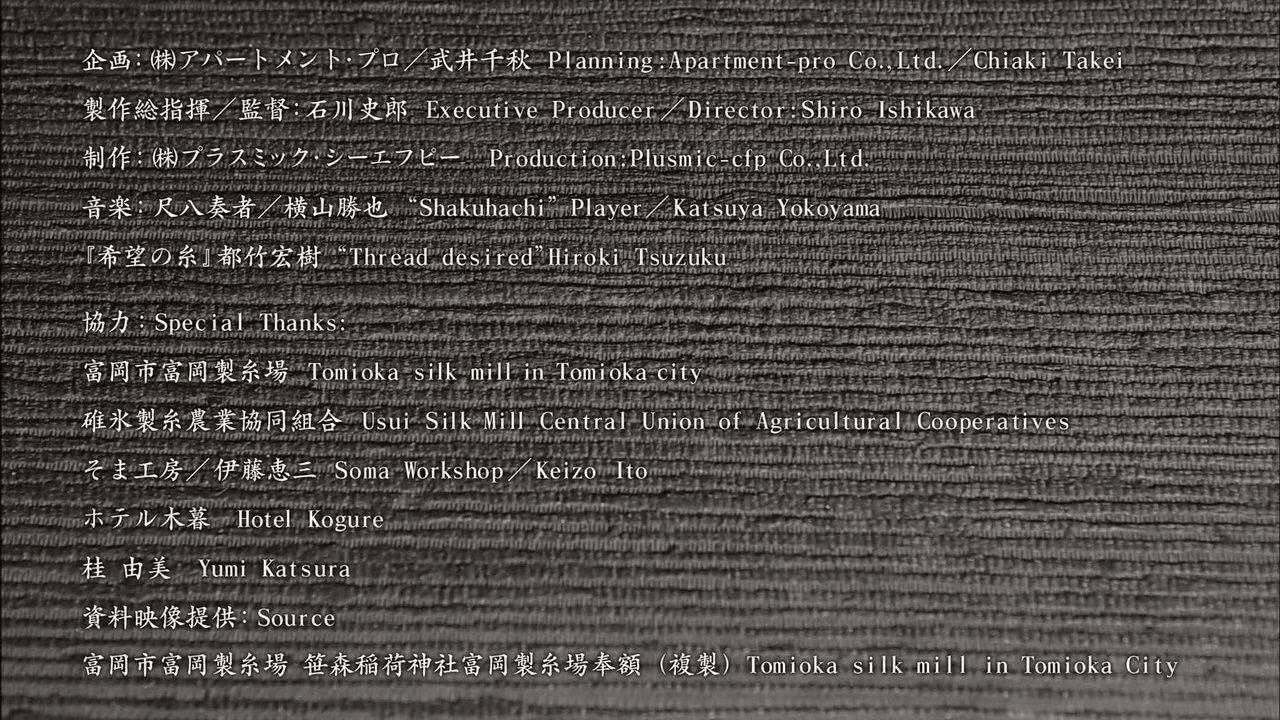 企画：㈱アパートメント・プロ／武井千秋 Planning:Apartment-pro Co.,Ltd.／Chiaki Takei
製作総指揮／監督：石川史郎 Executive Producer／Director:Shiro Ishikawa
制作：㈱プラスミック・シーエフピー Production:Plusmic-cfp Co.,Ltd.
音楽：尺八奏者／横山勝也 “Shakuhachi” Player／Katsuya Yokoyama
『希望の糸』都竹宏樹 “Thread desired”Hiroki Tsuzuku
協力：Special Thanks:
富岡市富岡製糸場 Tomioka silk mill in Tomioka city
碓氷製糸農業協同組合 Usui Silk Mill Central Union of Agricultural Cooperatives
そま工房／伊藤恵三 Soma Workshop／Keizo Ito
ホテル木暮 Hotel Kogure
桂 由美 Yumi Katsura
資料映像提供：Source
富岡市富岡製糸場 笹森稲荷神社富岡製糸場奉額（複製）Tomioka silk mill in Tomioka City